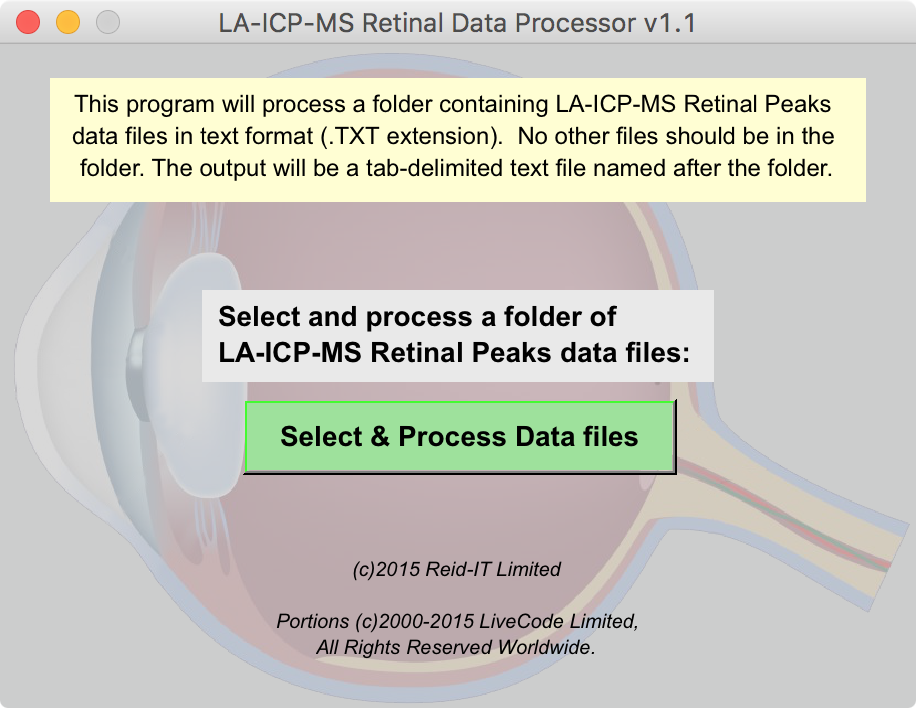 LA-ICP-MS Retinal Data Processor v1.1
This program will process a folder containing LA-ICP-MS Retinal Peaks
data files in text format (.TXT extension).  No other files should be in the
folder. The output will be a tab-delimited text file named after the folder.
Select and process a folder of
LA-ICP-MS Retinal Peaks data files:
Select & Process Data files
(c)2015 Reid-IT Limited
Portions (c)2000-2015 LiveCode Limited,
All Rights Reserved Worldwide.